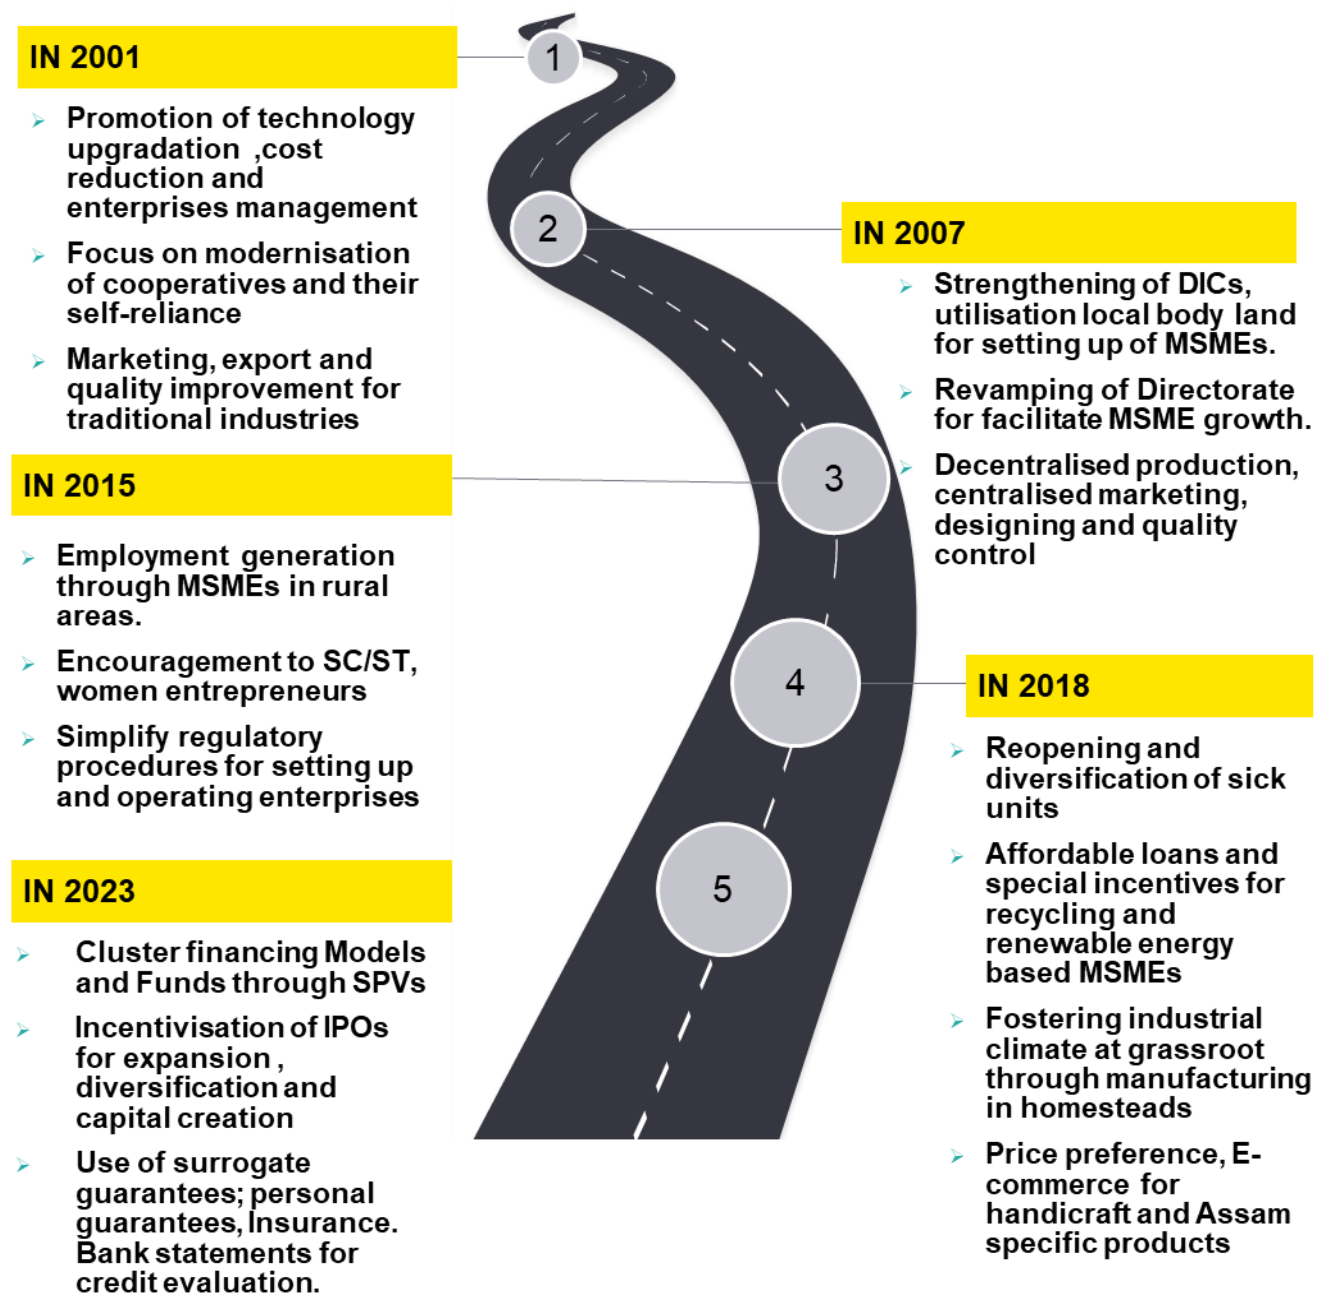 IN 2001
1
Promotion of technology
upgradation ,cost
reduction and
enterprises management
Focus on modernisation
of cooperatives and their
self-reliance
Marketing, export and
quality improvement for
traditional industries
2
IN 2007
Strengthening of DICs,
utilisation local body land
for setting up of MSMEs.
Revamping of Directorate
for facilitate MSME growth.
Decentralised production,
centralised marketing,
designing and quality
control
IN 2015
3
Employment generation
through MSMEs in rural
areas.
Encouragement to SC/ST,
women entrepreneurs
Simplify regulatory
procedures for setting up
and operating enterprises
4
IN 2018
Reopening and
diversification of sick
units
Affordable loans and
special incentives for
recycling and
renewable energy
based MSMEs
Fostering industrial
climate at grassroot
through manufacturing
in homesteads
Price preference, E-
commerce for
handicraft and Assam
specific products
IN 2023
5
Cluster financing Models
and Funds through SPVs
Incentivisation of IPOs
for expansion ,
diversification and
capital creation
Use of surrogate
guarantees; personal
guarantees, Insurance.
Bank statements for
credit evaluation.